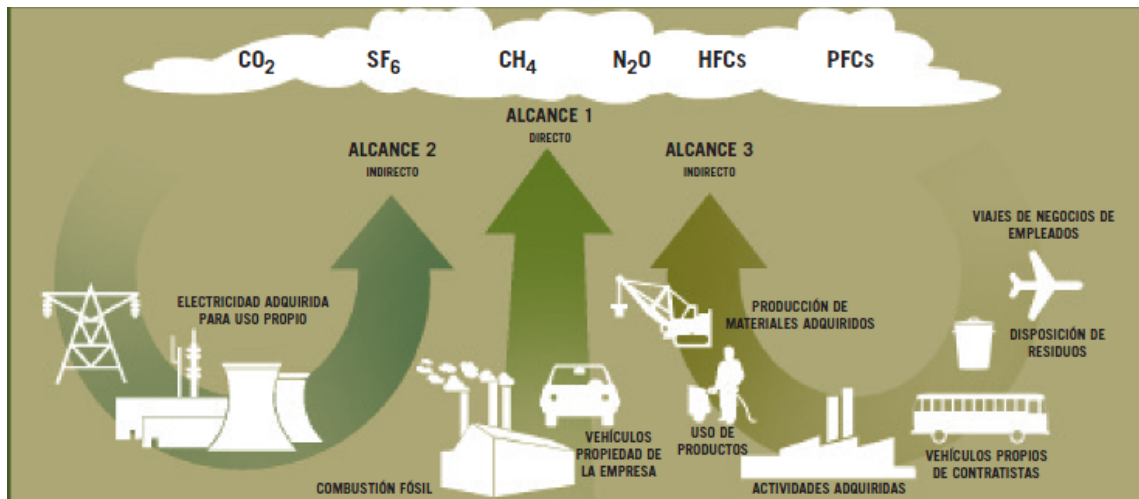 CO₂
SF₆
CH₄
N₂O
HFCs
PFCs
ALCANCE 1
DIRECTO
ALCANCE 2
INDIRECTO
ALCANCE 3
INDIRECTO
VIAJES DE NEGOCIOS DE
EMPLEADOS
ELECTRICIDAD ADQUIRIDA
PARA USO PROPIO
PRODUCCIÓN DE
MATERIALES ADQUIRIDOS
DISPOSICIÓN DE
RESIDUOS
COMBUSTIÓN FÓSIL
VEHÍCULOS
PROPIEDAD DE
LA EMPRESA
USO DE
PRODUCTOS
ACTIVIDADES ADQUIRIDAS
VEHÍCULOS PROPIOS
DE CONTRATISTAS